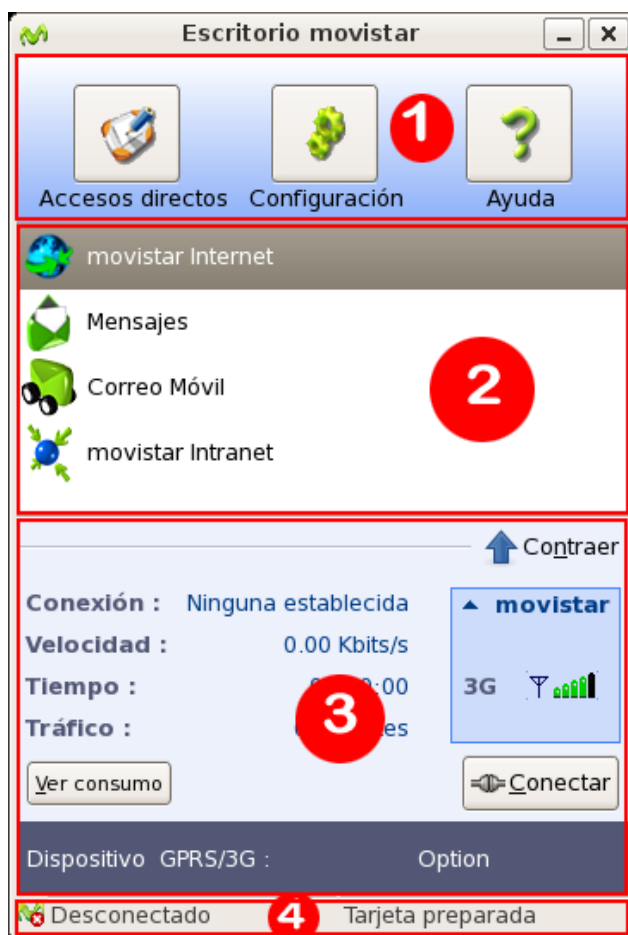 Escritorio movistar
1
Accesos directos Configuración Ayuda
movistar Internet
Mensajes
2
Correo Móvil
movistar Intranet
Contraer
Conexión : Ninguna establecida
movistar
Velocidad : 0.00 Kbits/s
Tiempo :
3G
3
Tráfico :
Ver consumo
Conectar
Dispositivo GPRS/3G : Option
Desconectado
4
Tarjeta preparada